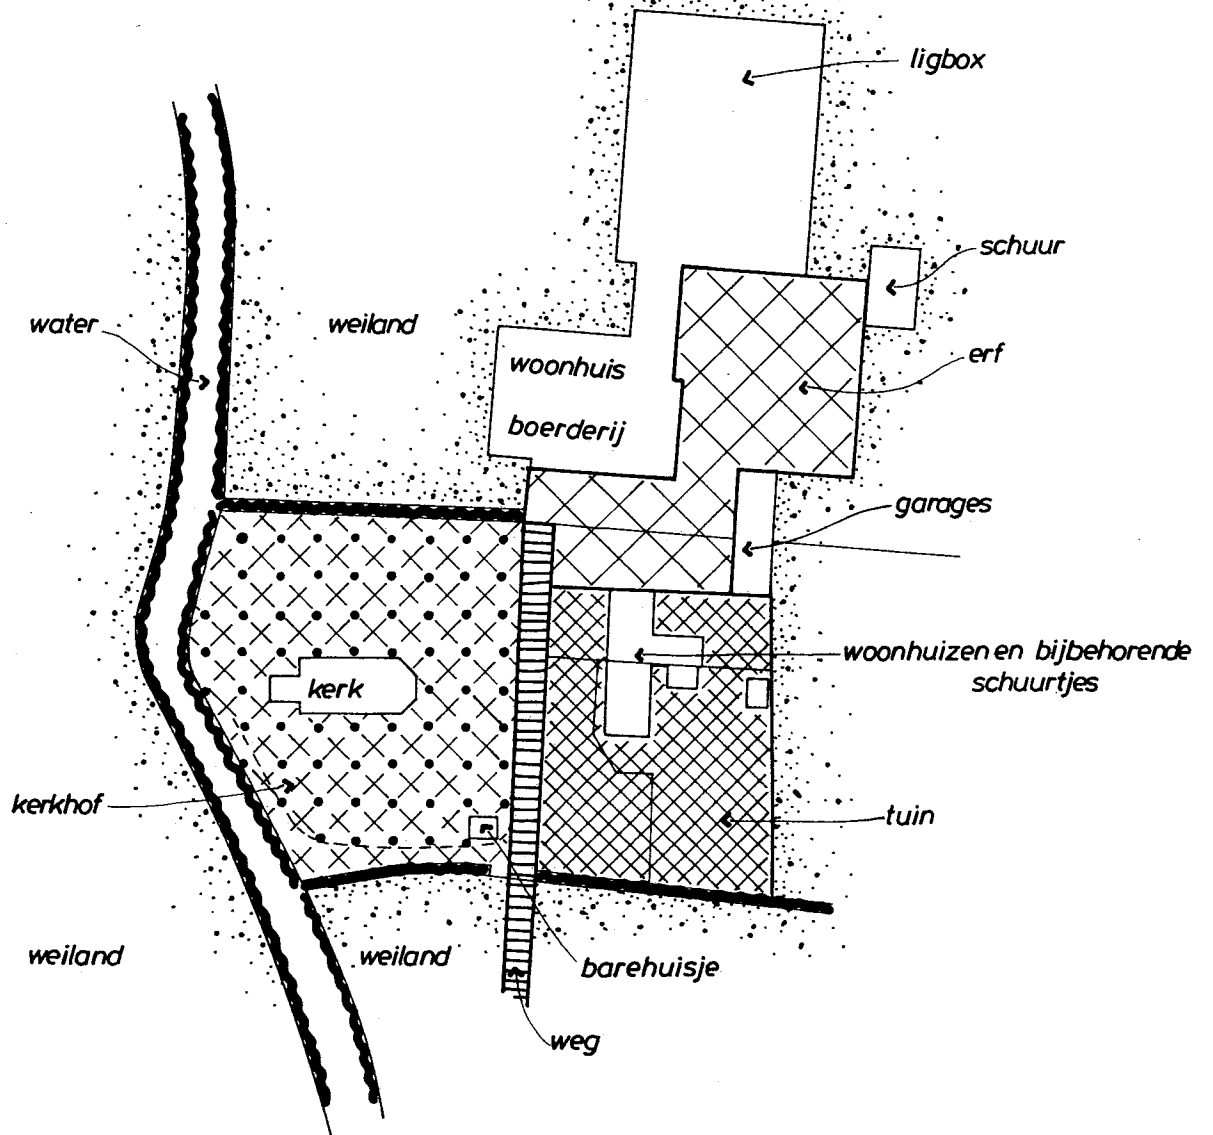 ligbox
schuur
water
weiland
erf
woonhuis
boerderij
garages
woonhuizen en bijbehorende
schuurtjes
kerk
kerkhof
tuin
weiland
weiland
barehuisje
weg